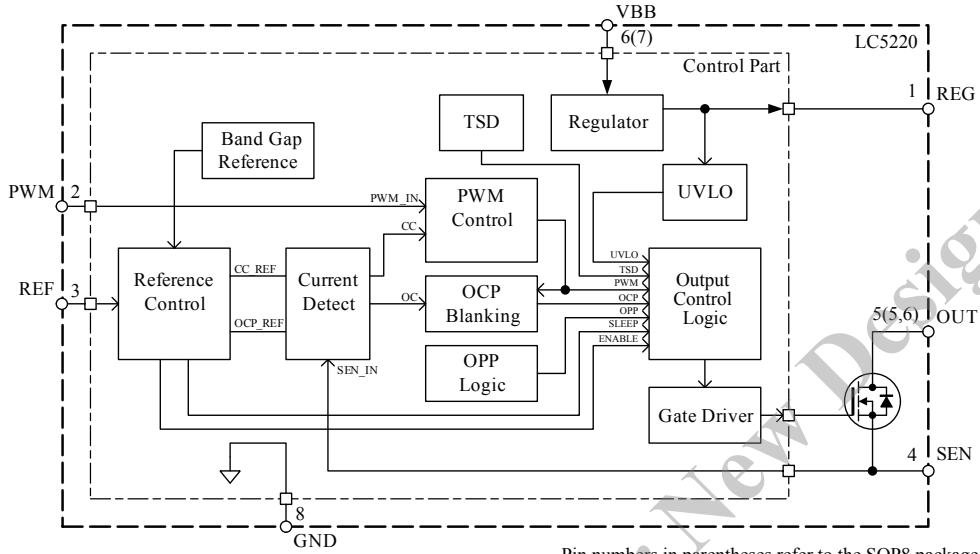 VBB
6(7)
LC5220
Control Part
1
REG
TSD
Regulator
Band Gap
Reference
PWM
2
PWM_IN
PWM
Control
UVLO
CC
REF
3
Reference
Control
CC_REF
OCP_REF
Current
Detect
OC
SEN_IN
OCP
Blanking
OPP
Logic
UVLO
TSD
PWM
OCP
OPP
SLEEP
ENABLE
Output
Control
Logic
5(5,6)
OUT
Gate Driver
4
SEN
8
GND
New Design
Pin numbers in parentheses refer to the SOP8 package